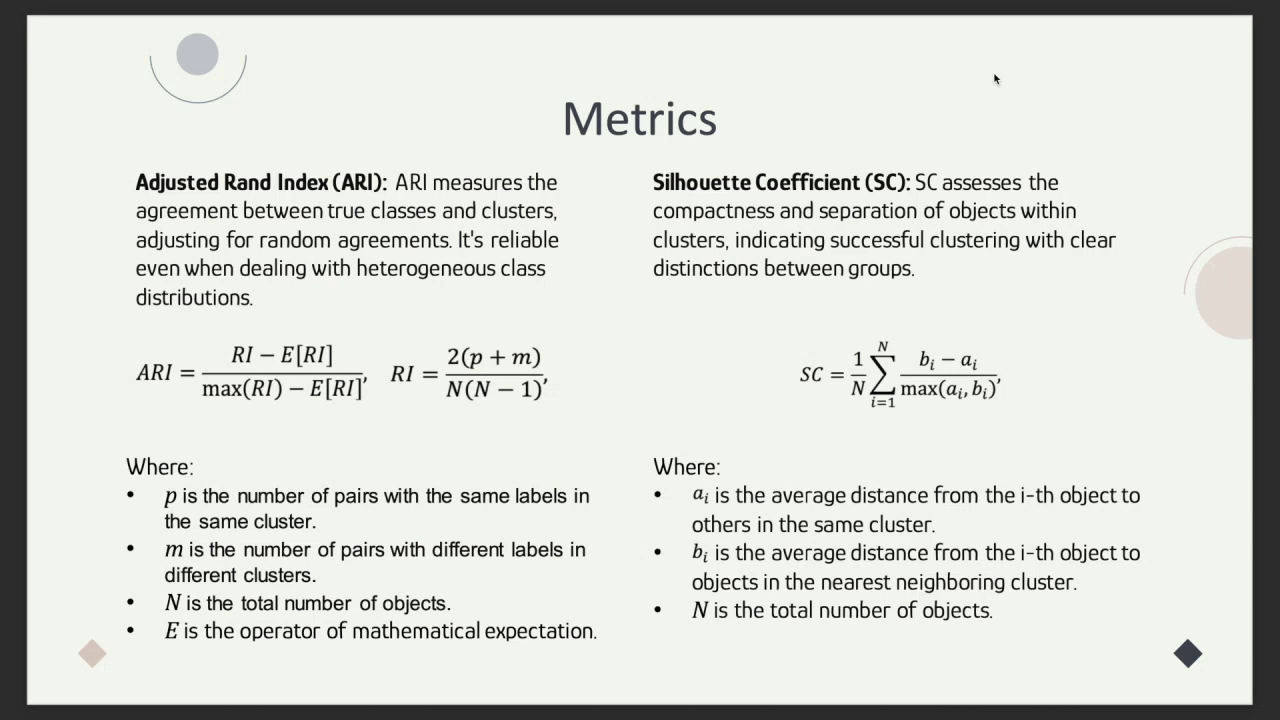 Metrics
Adjusted Rand Index (ARI): ARI measures the
agreement between true classes and clusters,
adjusting for random agreements. It's reliable
even when dealing with heterogeneous class
distributions.
ARI = (RI − E[RI]) / (max(RI) − E[RI]), RI = 2(p + m) / (N(N − 1)),
Where:
• p is the number of pairs with the same labels in
the same cluster.
• m is the number of pairs with different labels in
different clusters.
• N is the total number of objects.
• E is the operator of mathematical expectation.
Silhouette Coefficient (SC): SC assesses the
compactness and separation of objects within
clusters, indicating successful clustering with clear
distinctions between groups.
SC = 1/N ∑_{i=1}^{N} (b_i − a_i) / max(a_i, b_i),
Where:
• a_i is the average distance from the i-th object to
others in the same cluster.
• b_i is the average distance from the i-th object to
objects in the nearest neighboring cluster.
• N is the total number of objects.